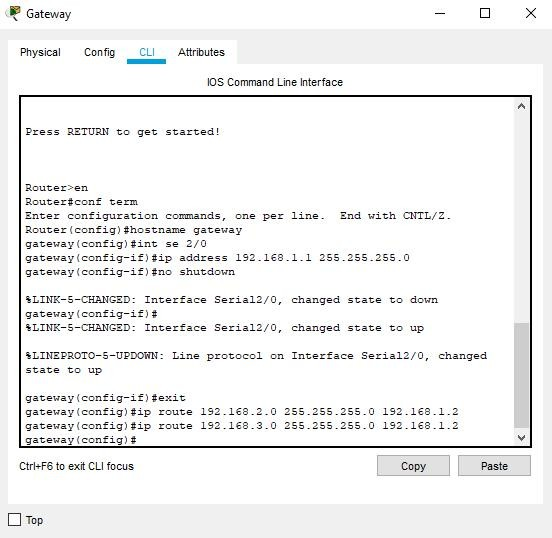 Gateway
Physical Config CLI Attributes
IOS Command Line Interface
Press RETURN to get started!
Router>en
Router#conf term
Enter configuration commands, one per line.  End with CNTL/Z.
Router(config)#hostname gateway
gateway(config)#int se 2/0
gateway(config-if)#ip address 192.168.1.1 255.255.255.0
gateway(config-if)#no shutdown
%LINK-5-CHANGED: Interface Serial2/0, changed state to down
gateway(config-if)#
%LINK-5-CHANGED: Interface Serial2/0, changed state to up
%LINEPROTO-5-UPDOWN: Line protocol on Interface Serial2/0, changed
state to up
gateway(config-if)#exit
gateway(config)#ip route 192.168.2.0 255.255.255.0 192.168.1.2
gateway(config)#ip route 192.168.3.0 255.255.255.0 192.168.1.2
gateway(config)#
Ctrl+F6 to exit CLI focus
Copy Paste
Top